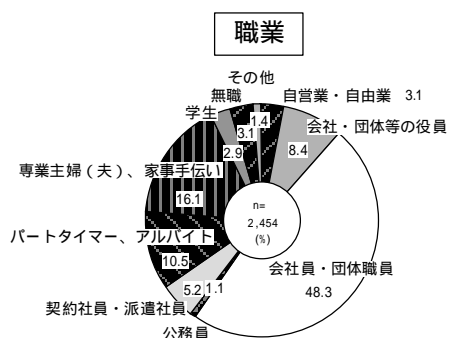 職業
その他
1.4
無職
3.1
自営業・自由業 3.1
学生
2.9
会社・団体等の役員
8.4
専業主婦（夫）、家事手伝い
16.1
n=
2,454
(%)
パートタイマー、アルバイト
10.5
会社員・団体職員
48.3
5.2
1.1
契約社員・派遣社員
公務員